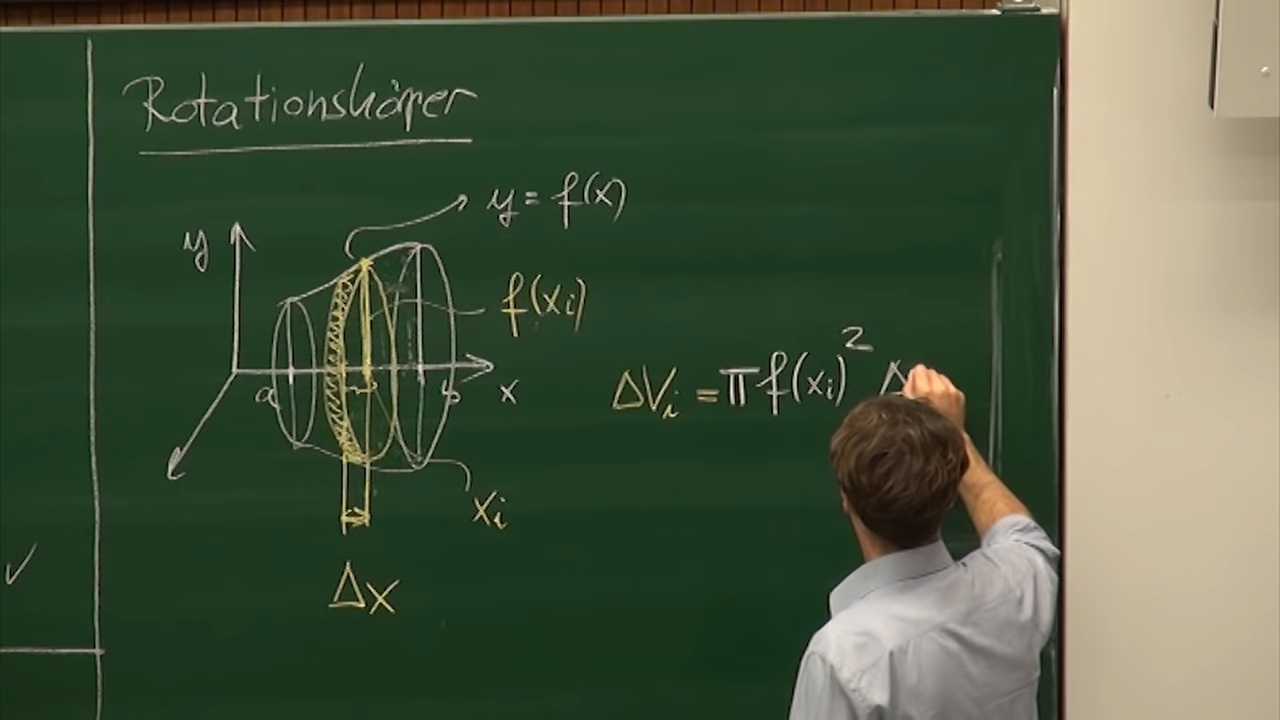 Rotationskörper
y = f(x)
y
f(xi)
a
b
x
ΔVi = π f(xi)² Δ
xi
Δx
✓